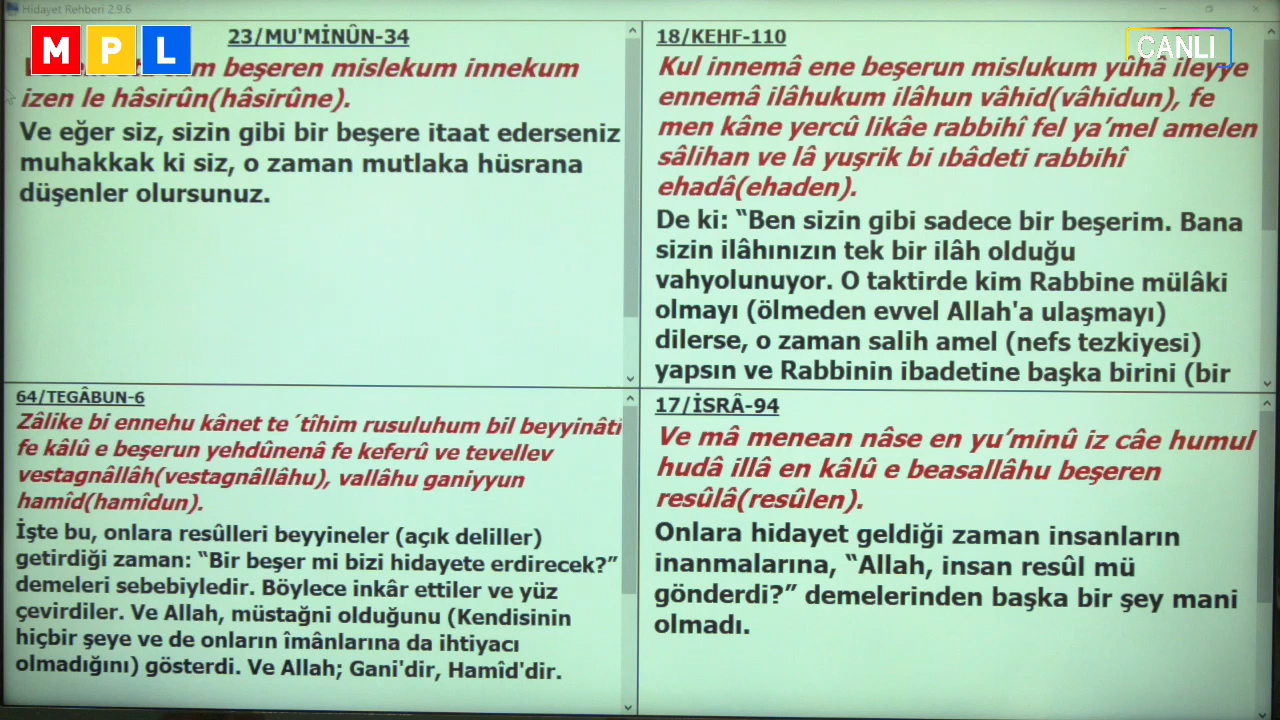 Hidayet Rehberi 2.9.6
MPL
CANLI
23/MU'MİNÛN-34
beşeren mislekum innekum
izen le hâsirûn(hâsirûne).
Ve eğer siz, sizin gibi bir beşere itaat ederseniz
muhakkak ki siz, o zaman mutlaka hüsrana
düşenler olursunuz.
18/KEHF-110
Kul innemâ ene beşerun mislukum yûhâ ileyye
ennemâ ilâhukum ilâhun vâhid(vâhidun), fe
men kâne yercû likâe rabbihî fel ya’mel amelen
sâlihan ve lâ yuşrik bi ıbâdeti rabbihî
ehadâ(ehaden).
De ki: “Ben sizin gibi sadece bir beşerim. Bana
sizin ilâhınızın tek bir ilâh olduğu
vahyolunuyor. O taktirde kim Rabbine mülâki
olmayı (ölmeden evvel Allah'a ulaşmayı)
dilerse, o zaman salih amel (nefs tezkiyesi)
yapsın ve Rabbinin ibadetine başka birini (bir
64/TEGÂBUN-6
Zâlike bi ennehu kânet te´tîhim rusuluhum bil beyyinâti
fe kâlû e beşerun yehdûnenâ fe keferû ve tevellev
vestagnâllâh(vestagnâllâhu), vallâhu ganiyyun
hamîd(hamîdun).
İşte bu, onlara resûlleri beyyineler (açık deliller)
getirdiği zaman: “Bir beşer mi bizi hidayete erdirecek?”
demeleri sebebiyledir. Böylece inkâr ettiler ve yüz
çevirdiler. Ve Allah, müstağni olduğunu (Kendisinin
hiçbir şeye ve de onların îmânlarına da ihtiyacı
olmadığını) gösterdi. Ve Allah; Gani'dir, Hamîd'dir.
17/İSRÂ-94
Ve mâ menean nâse en yu’minû iz câe humul
hudâ illâ en kâlû e beasallâhu beşeren
resûlâ(resûlen).
Onlara hidayet geldiği zaman insanların
inanmalarına, “Allah, insan resûl mü
gönderdi?” demelerinden başka bir şey mani
olmadı.